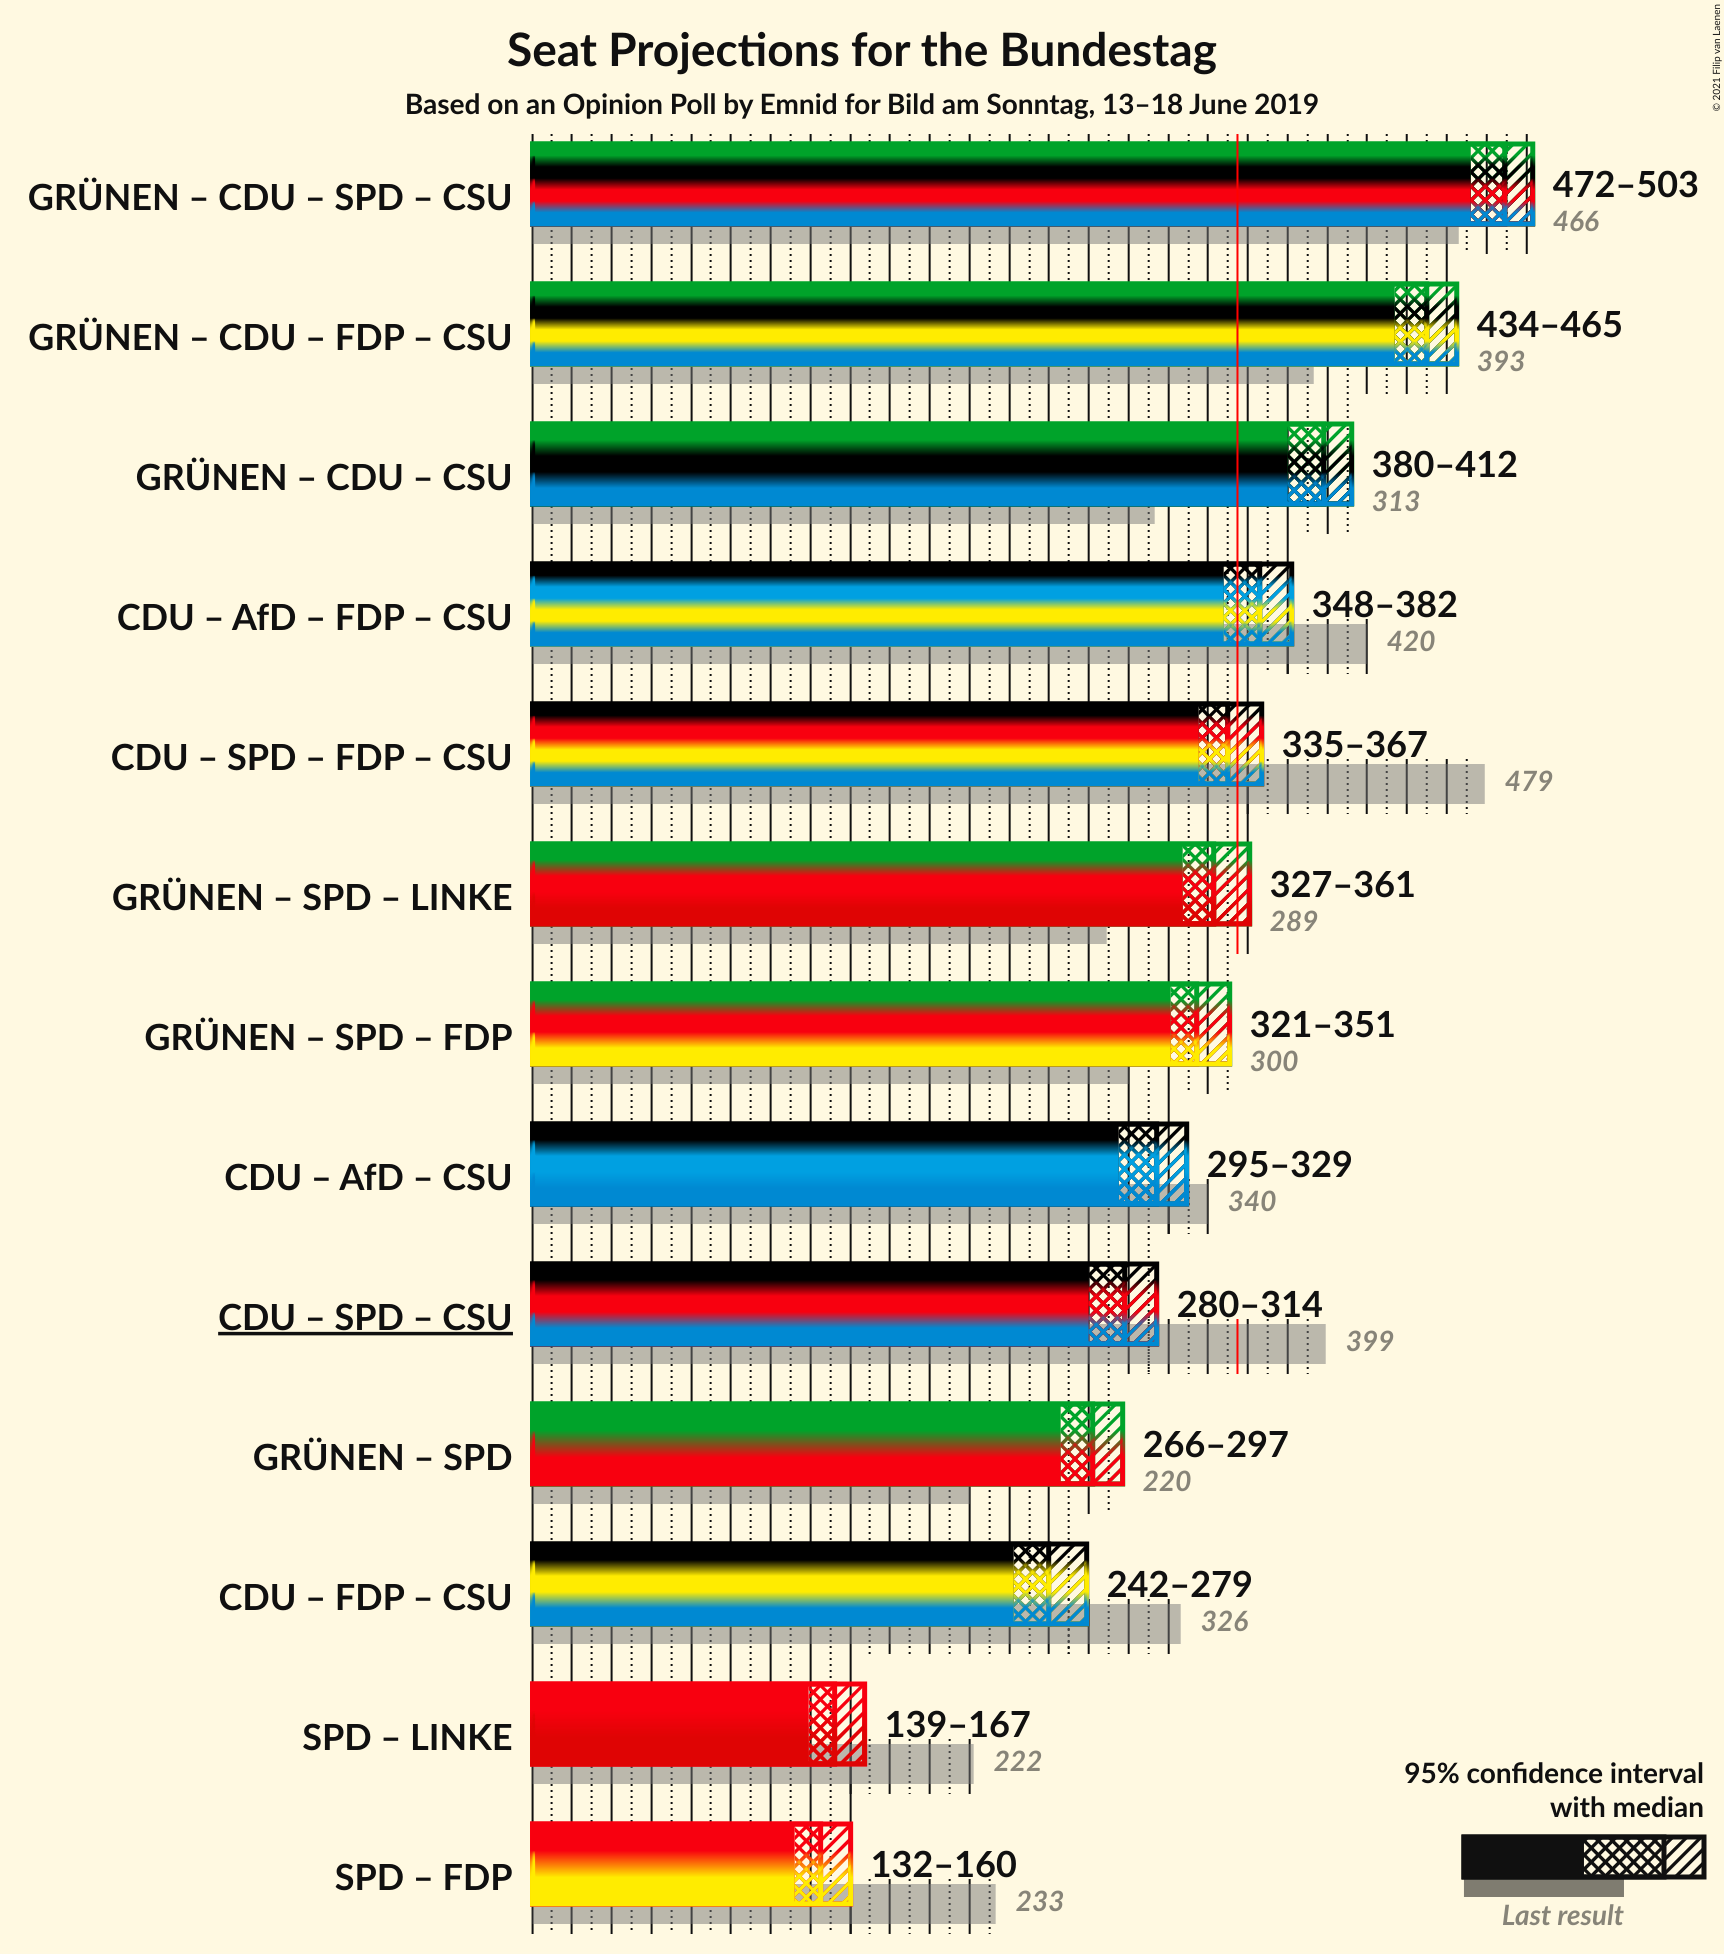 Seat Projections for the Bundestag
Based on an Opinion Poll by Emnid for Bild am Sonntag, 13–18 June 2019
© 2021 Filip van Laenen
GRÜNEN – CDU – SPD – CSU
472–503
466
GRÜNEN – CDU – FDP – CSU
434–465
393
GRÜNEN – CDU – CSU
380–412
313
CDU – AfD – FDP – CSU
348–382
420
CDU – SPD – FDP – CSU
335–367
479
GRÜNEN – SPD – LINKE
327–361
289
GRÜNEN – SPD – FDP
321–351
300
CDU – AfD – CSU
295–329
340
CDU – SPD – CSU
280–314
399
GRÜNEN – SPD
266–297
220
CDU – FDP – CSU
242–279
326
SPD – LINKE
139–167
222
SPD – FDP
132–160
233
95% confidence interval
with median
Last result